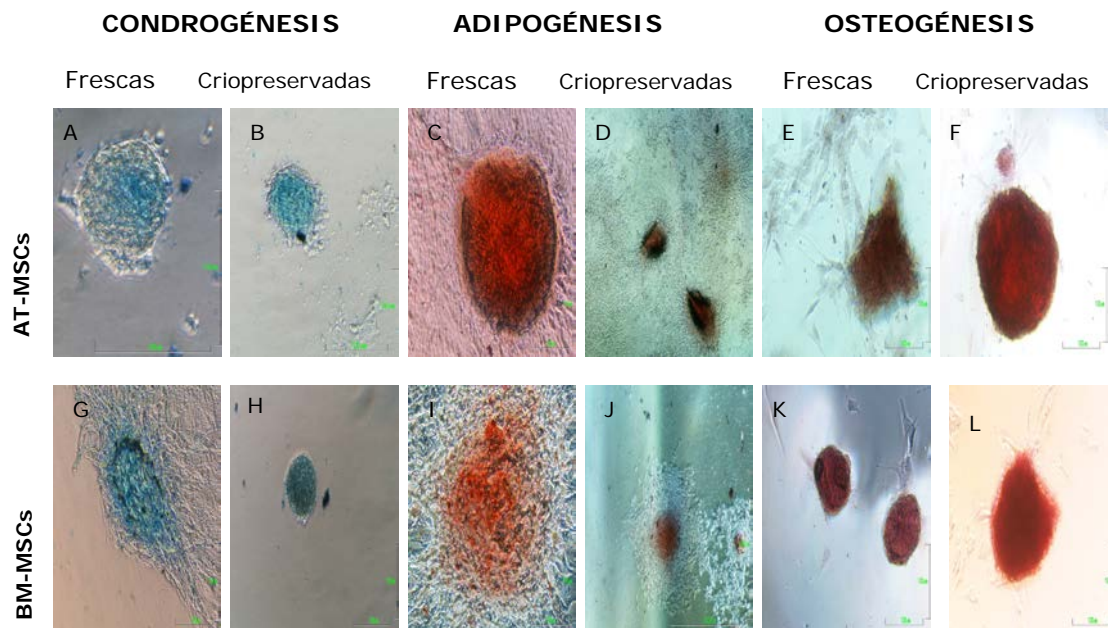 CONDROGÉNESIS ADIPOGÉNESIS OSTEOGÉNESIS
Frescas Criopreservadas Frescas Criopreservadas Frescas Criopreservadas
AT-MSCs
A B C D E F
BM-MSCs
G H I J K L